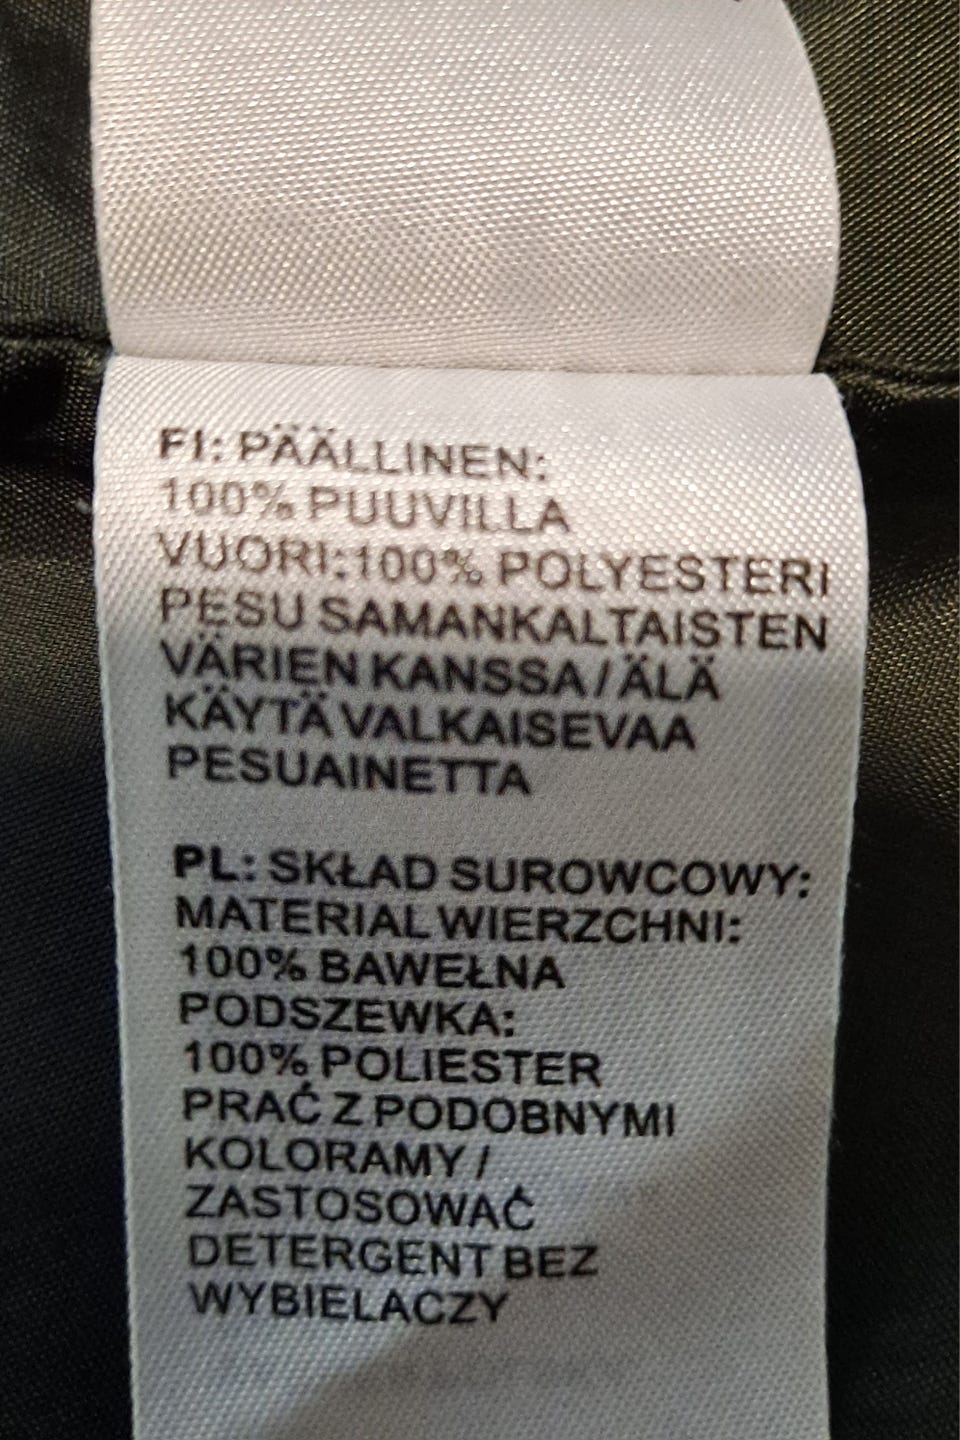 FI: PÄÄLLINEN:
100% PUUVILLA
VUORI:100% POLYESTERI
PESU SAMANKALTAISTEN
VÄRIEN KANSSA / ÄLÄ
KÄYTÄ VALKAISEVAA
PESUAINETTA
PL: SKŁAD SUROWCOWY:
MATERIAL WIERZCHNI:
100% BAWEŁNA
PODSZEWKA:
100% POLIESTER
PRAĆ Z PODOBNYMI
KOLORAMY /
ZASTOSOWAĆ
DETERGENT BEZ
WYBIELACZY